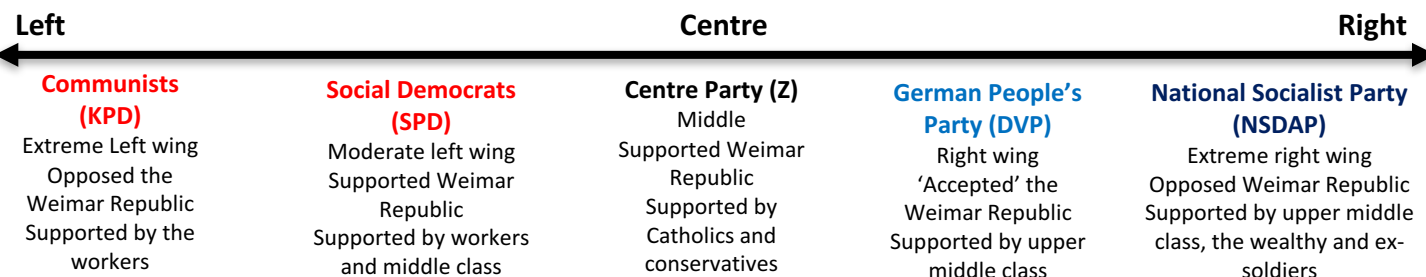 Left Centre Right
Communists
(KPD)
Extreme Left wing
Opposed the
Weimar Republic
Supported by the
workers
Social Democrats
(SPD)
Moderate left wing
Supported Weimar
Republic
Supported by workers
and middle class
Centre Party (Z)
Middle
Supported Weimar
Republic
Supported by
Catholics and
conservatives
German People’s
Party (DVP)
Right wing
‘Accepted’ the
Weimar Republic
Supported by upper
middle class
National Socialist Party
(NSDAP)
Extreme right wing
Opposed Weimar Republic
Supported by upper middle
class, the wealthy and ex-
soldiers